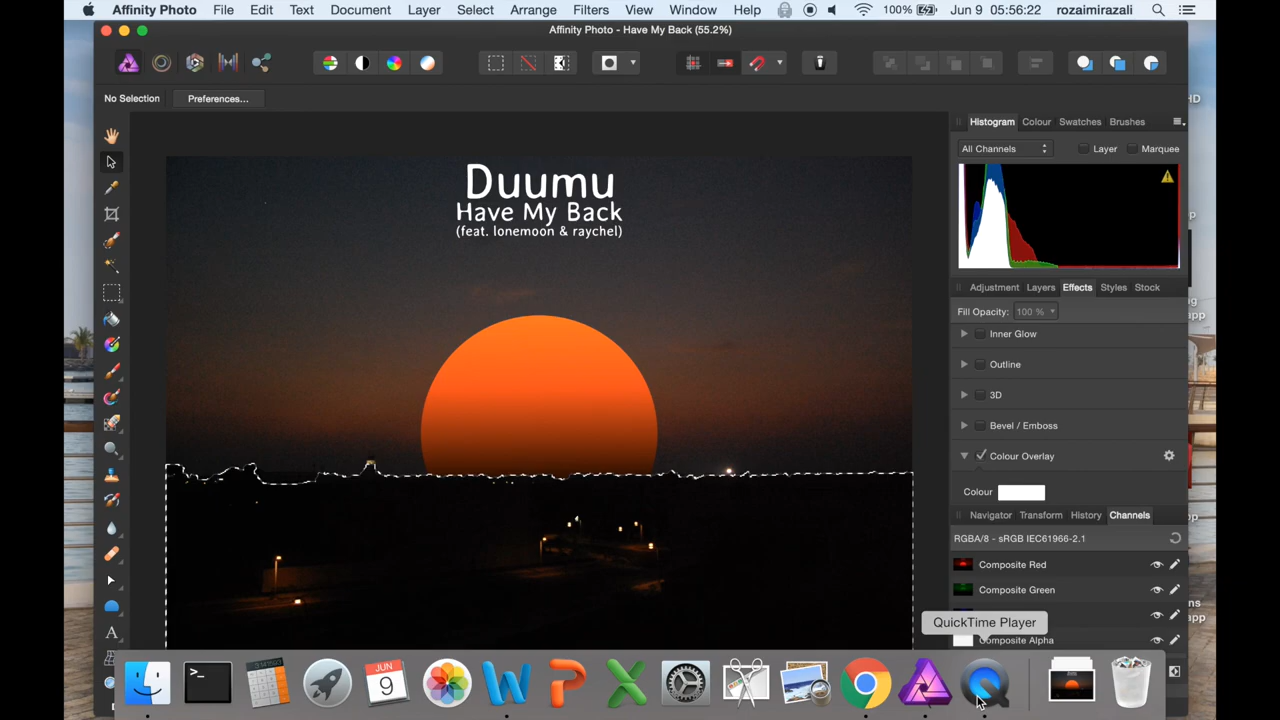 Affinity Photo File Edit Text Document Layer Select Arrange Filters View Window Help 100% Jun 9 05:56:22 rozaimirazali
Affinity Photo - Have My Back (55.2%)
No Selection Preferences...
HD
Histogram Colour Swatches Brushes
All Channels Layer Marquee
Duumu
Have My Back
(feat. lonemoon & raychel)
Adjustment Layers Effects Styles Stock
Fill Opacity: 100 %
Inner Glow
Outline
3D
Bevel / Emboss
Colour Overlay
Colour
Navigator Transform History Channels
RGBA/8 - sRGB IEC61966-2.1
Composite Red
Composite Green
QuickTime Player
Composite Alpha
JUN
9